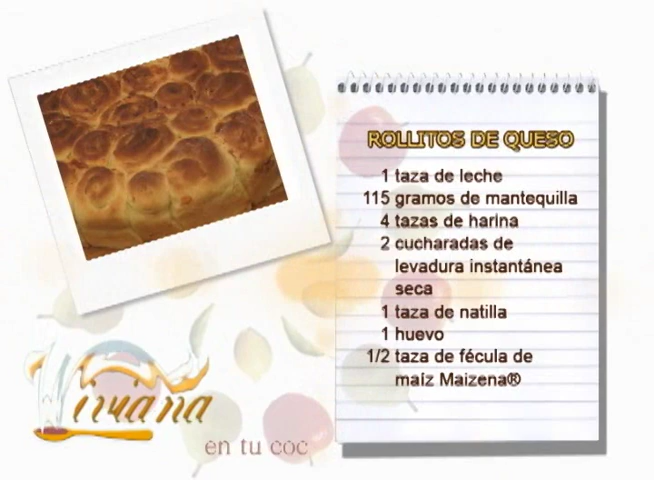 ROLLITOS DE QUESO
1 taza de leche
115 gramos de mantequilla
4 tazas de harina
2 cucharadas de
levadura instantánea
seca
1 taza de natilla
1 huevo
1/2 taza de fécula de
maíz Maizena®
en tu coc